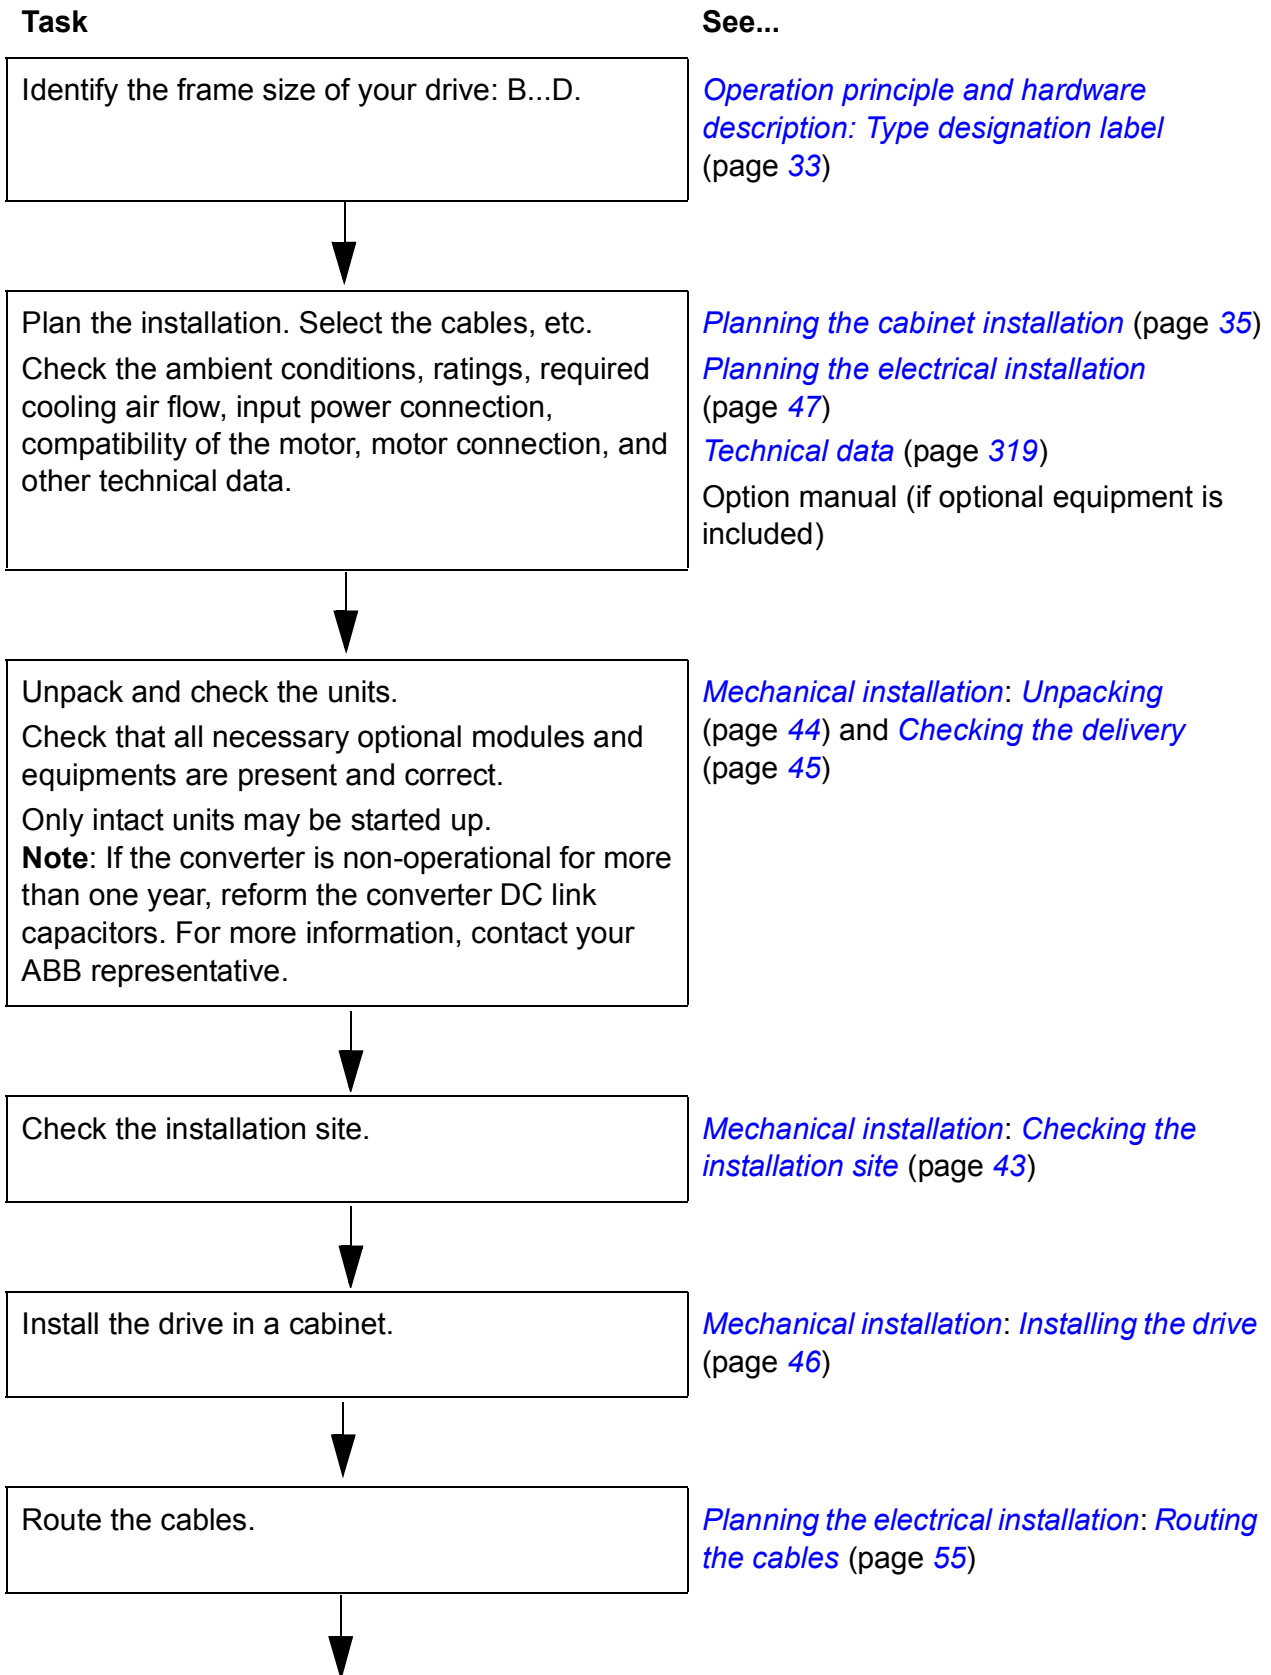 Task
See...
Identify the frame size of your drive: B...D.
Operation principle and hardware
description: Type designation label
(page 33)
Plan the installation. Select the cables, etc.
Check the ambient conditions, ratings, required
cooling air flow, input power connection,
compatibility of the motor, motor connection, and
other technical data.
Planning the cabinet installation (page 35)
Planning the electrical installation
(page 47)
Technical data (page 319)
Option manual (if optional equipment is
included)
Unpack and check the units.
Check that all necessary optional modules and
equipments are present and correct.
Only intact units may be started up.
Note: If the converter is non-operational for more
than one year, reform the converter DC link
capacitors. For more information, contact your
ABB representative.
Mechanical installation: Unpacking
(page 44) and Checking the delivery
(page 45)
Check the installation site.
Mechanical installation: Checking the
installation site (page 43)
Install the drive in a cabinet.
Mechanical installation: Installing the drive
(page 46)
Route the cables.
Planning the electrical installation: Routing
the cables (page 55)